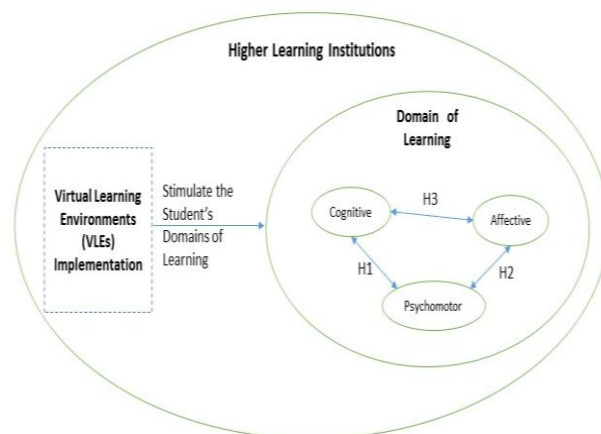 Higher Learning Institutions
Domain of
Learning
Virtual Learning
Environments
(VLEs)
Implementation
Stimulate the
Student's
Domains of
Learning
Cognitive
H3
Affective
H1
H2
Psychomotor